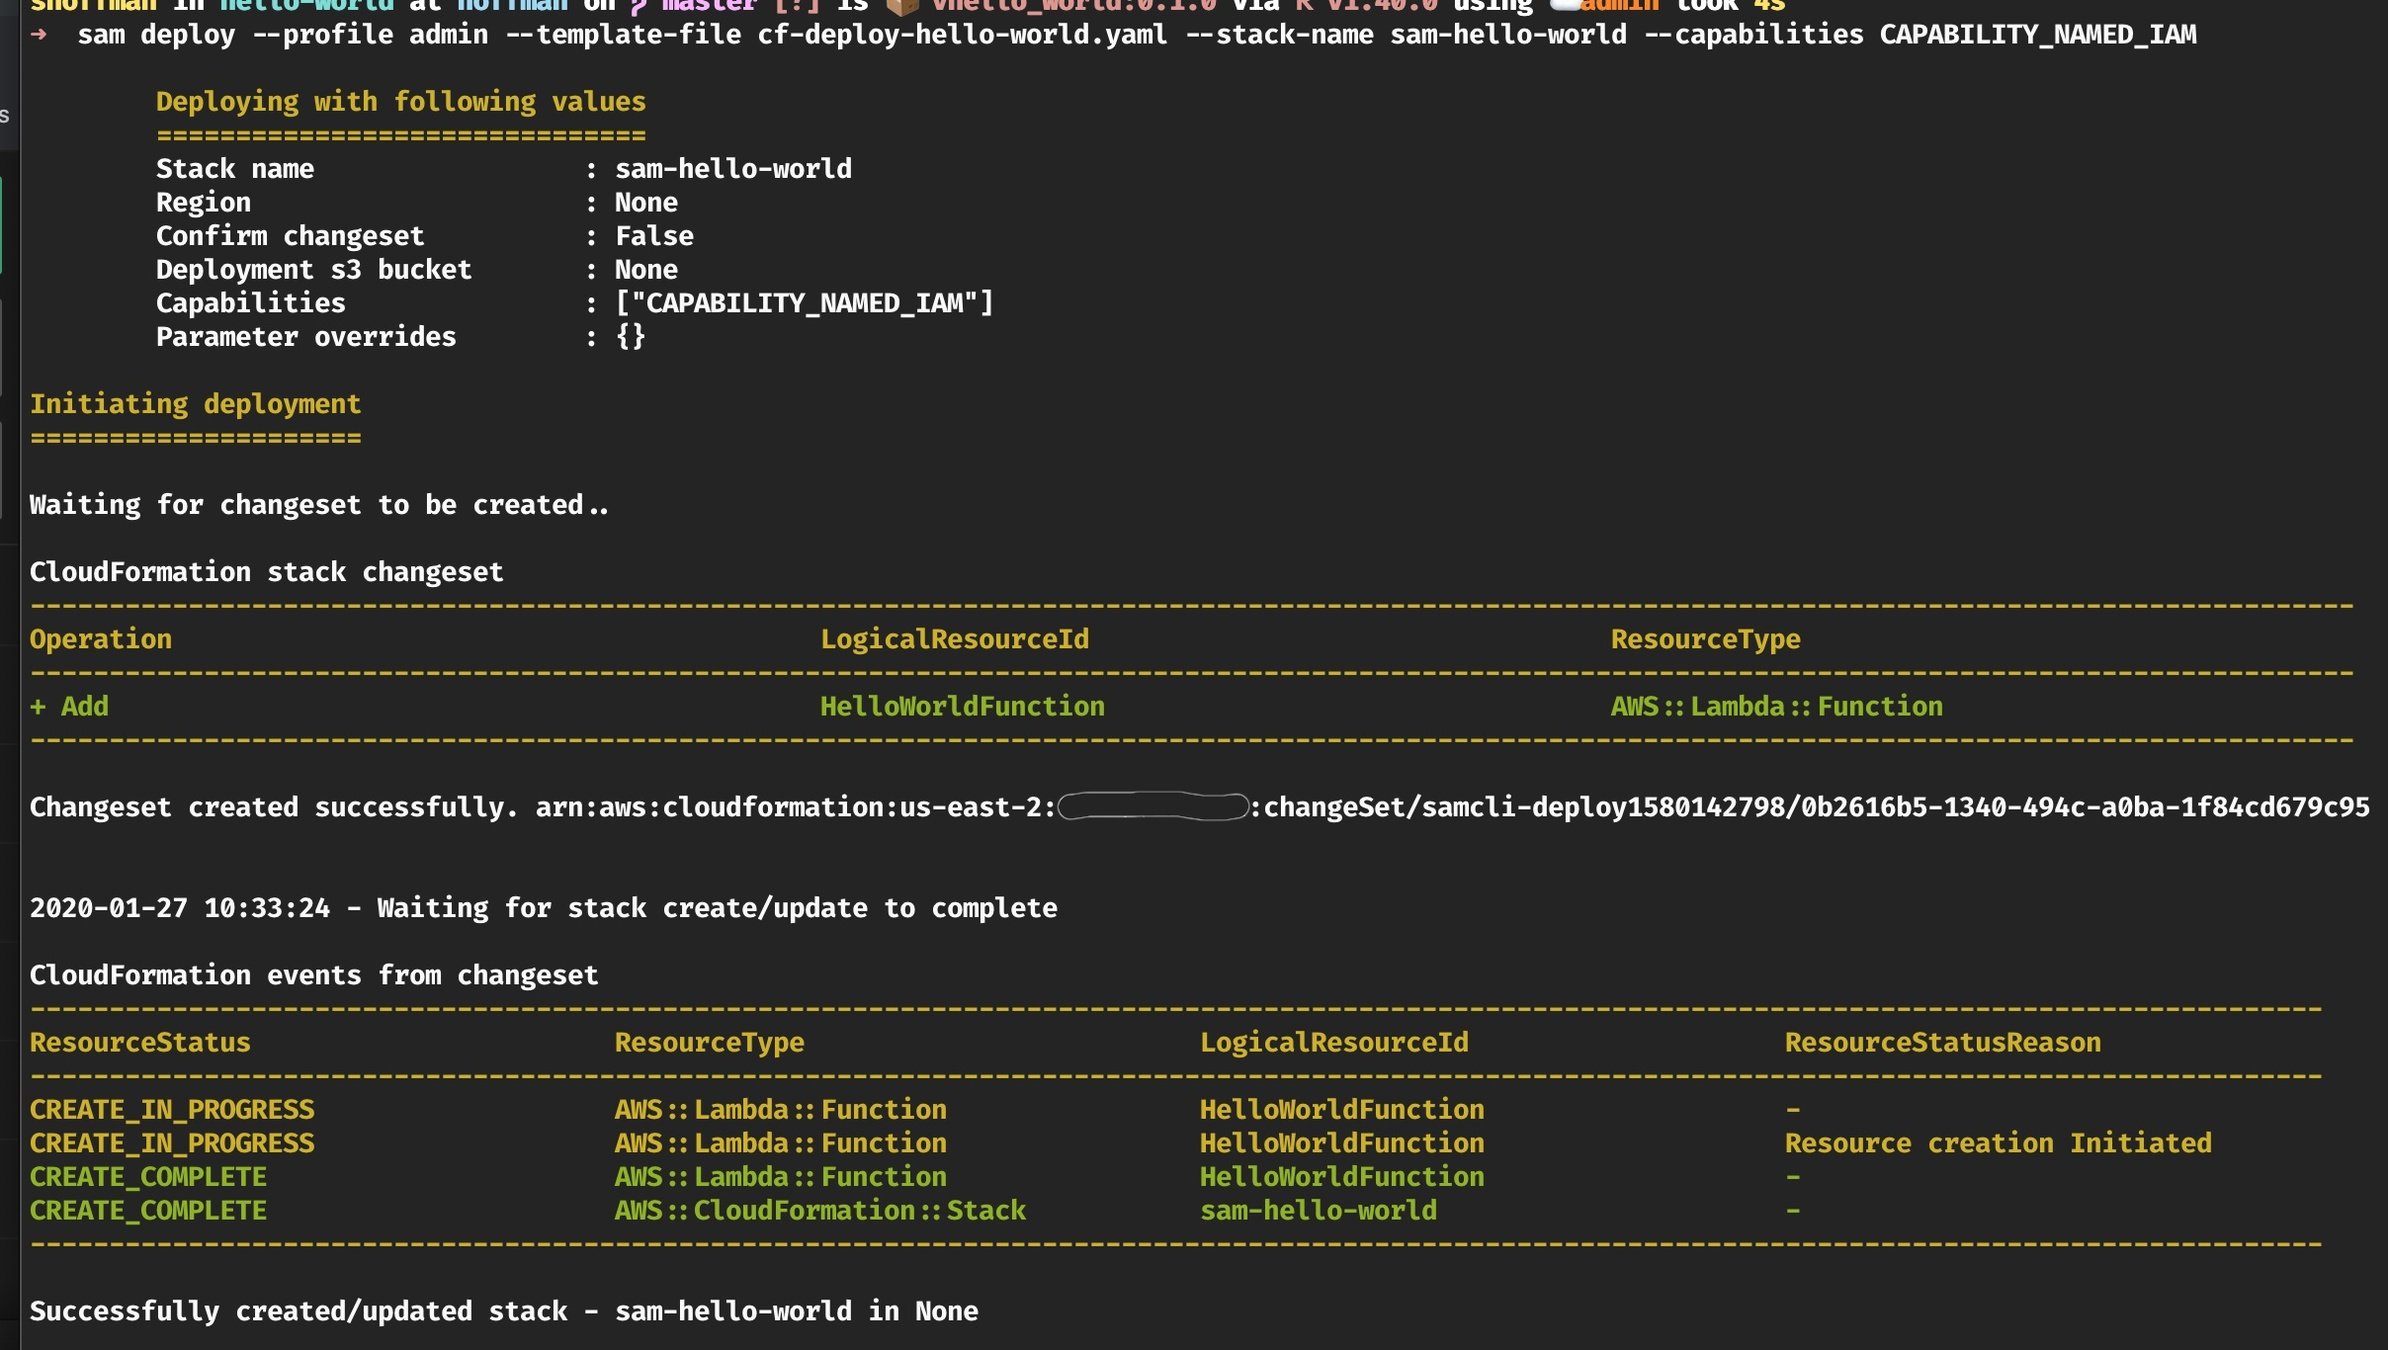 shoffman in hello-world at hoffman on master [?] is vhello_world:0.1.0 via R v1.40.0 using admin took 4s
→ sam deploy --profile admin --template-file cf-deploy-hello-world.yaml --stack-name sam-hello-world --capabilities CAPABILITY_NAMED_IAM
Deploying with following values
===============================
Stack name : sam-hello-world
Region : None
Confirm changeset : False
Deployment s3 bucket : None
Capabilities : ["CAPABILITY_NAMED_IAM"]
Parameter overrides : {}
Initiating deployment
=====================
Waiting for changeset to be created..
CloudFormation stack changeset
Operation LogicalResourceId ResourceType
+ Add HelloWorldFunction AWS::Lambda::Function
Changeset created successfully. arn:aws:cloudformation:us-east-2: :changeSet/samcli-deploy1580142798/0b2616b5-1340-494c-a0ba-1f84cd679c95
2020-01-27 10:33:24 - Waiting for stack create/update to complete
CloudFormation events from changeset
ResourceStatus ResourceType LogicalResourceId ResourceStatusReason
CREATE_IN_PROGRESS AWS::Lambda::Function HelloWorldFunction -
CREATE_IN_PROGRESS AWS::Lambda::Function HelloWorldFunction Resource creation Initiated
CREATE_COMPLETE AWS::Lambda::Function HelloWorldFunction -
CREATE_COMPLETE AWS::CloudFormation::Stack sam-hello-world -
Successfully created/updated stack - sam-hello-world in None